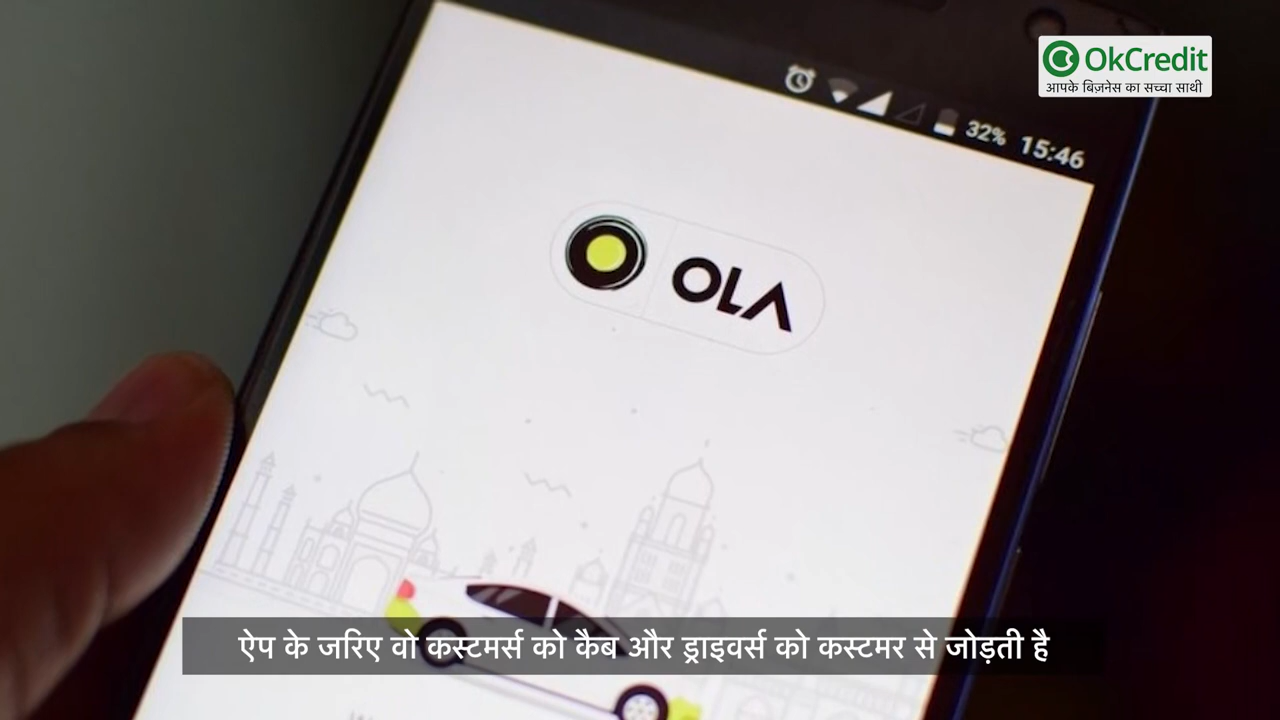 OkCredit
आपके बिज़नेस का सच्चा साथी
32% 15:46
OLA
ऐप के जरिए वो कस्टमर्स को कैब और ड्राइवर्स को कस्टमर से जोड़ती है